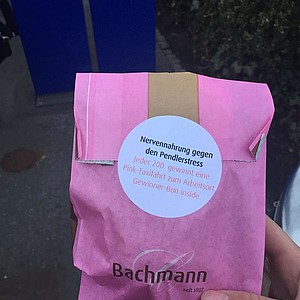 Nervennahrung gegen
den Pendlerstress
Jeder 200. gewinnt eine
Pink-Taxifahrt zum Arbeitsort
Gewinner-Bon inside
Bachmann
seit 1897